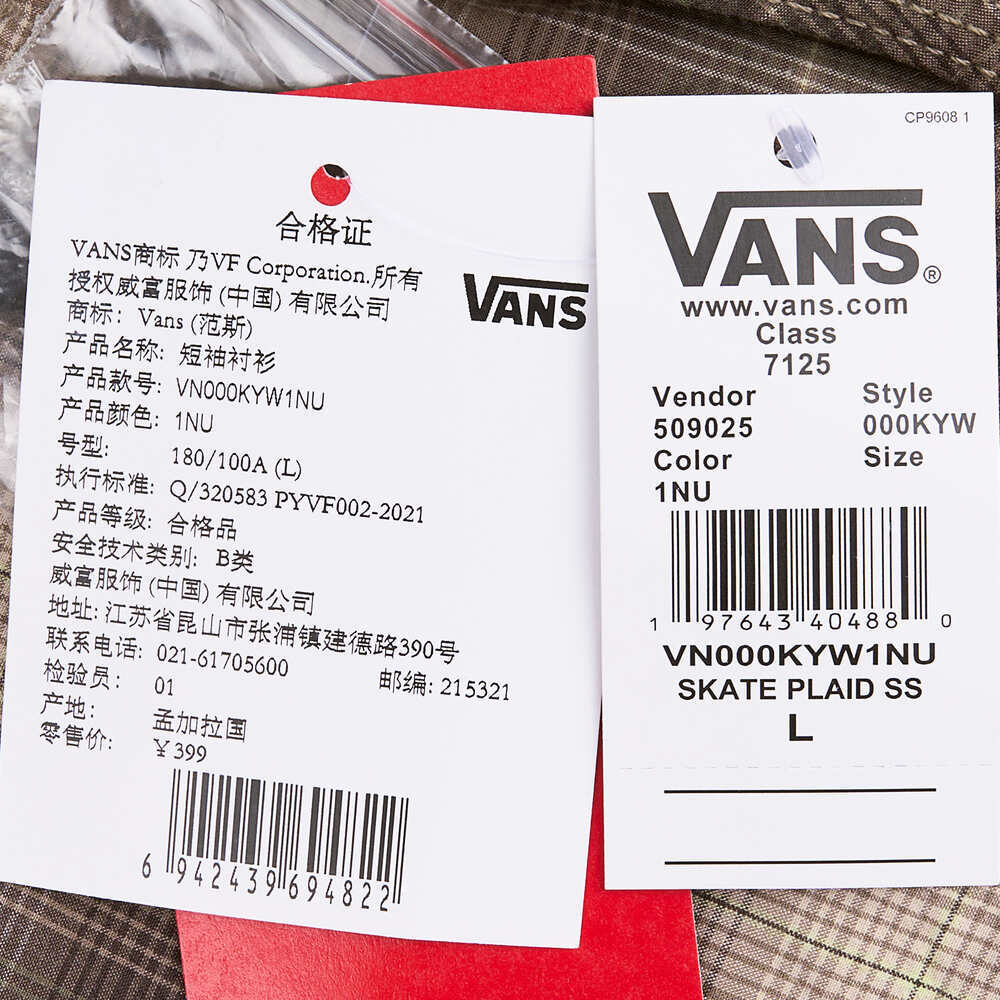 合格证
VANS商标 乃VF Corporation.所有
授权威富服饰 (中国) 有限公司
商标: Vans (范斯)
产品名称: 短袖衬衫
产品款号: VN000KYW1NU
产品颜色: 1NU
号型: 180/100A (L)
执行标准: Q/320583 PYVF002-2021
产品等级: 合格品
安全技术类别: B类
威富服饰 (中国) 有限公司
地址: 江苏省昆山市张浦镇建德路390号
联系电话: 021-61705600 邮编: 215321
检验员: 01
产地: 孟加拉国
零售价: ¥399
6 942439 694822
VANS
CP9608 1
VANS®
www.vans.com
Class
7125
Vendor Style
509025 000KYW
Color Size
1NU
1 97643 40488 0
VN000KYW1NU
SKATE PLAID SS
L